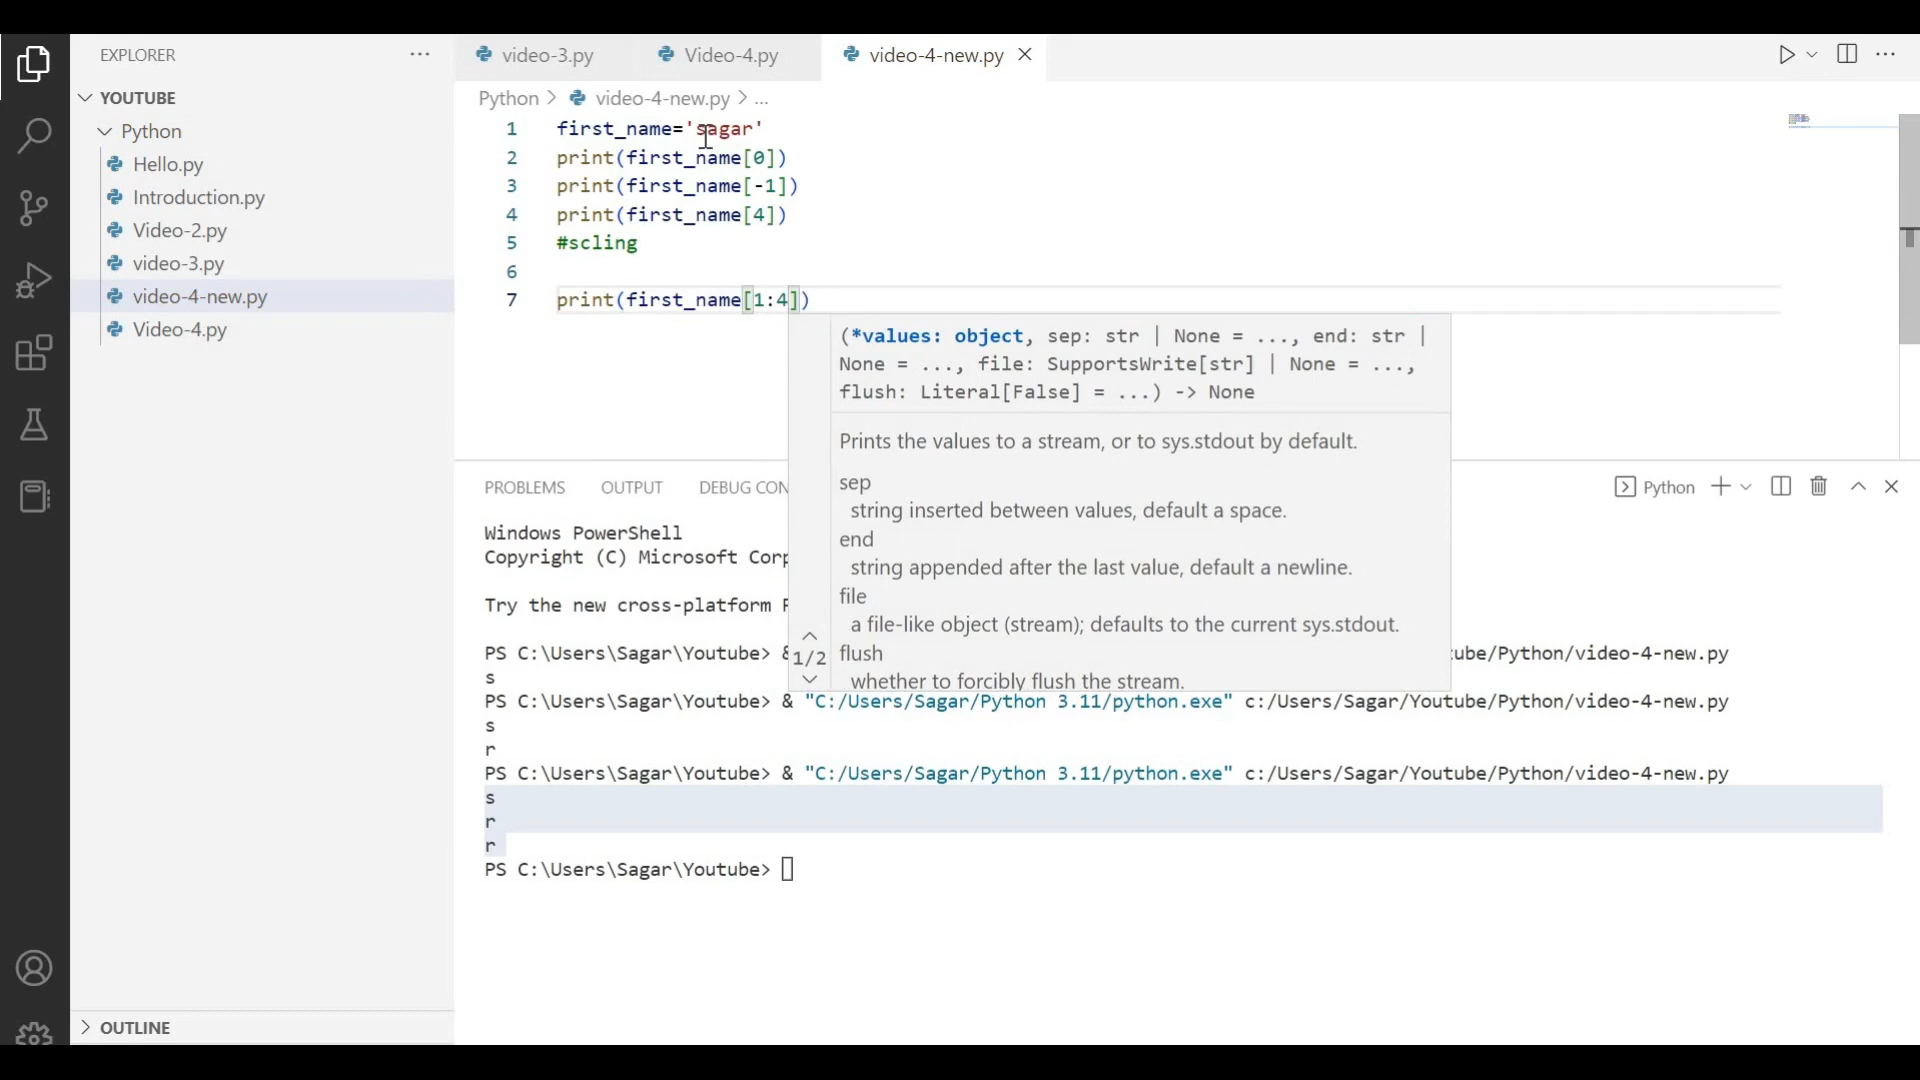 EXPLORER
YOUTUBE
Python
Hello.py
Introduction.py
Video-2.py
video-3.py
video-4-new.py
Video-4.py
OUTLINE
video-3.py Video-4.py video-4-new.py
Python > video-4-new.py > ...
1 first_name='sagar'
2 print(first_name[0])
3 print(first_name[-1])
4 print(first_name[4])
5 #scling
6
7 print(first_name[1:4])
(*values: object, sep: str | None = ..., end: str |
None = ..., file: SupportsWrite[str] | None = ...,
flush: Literal[False] = ...) -> None
Prints the values to a stream, or to sys.stdout by default.
sep
string inserted between values, default a space.
end
string appended after the last value, default a newline.
file
a file-like object (stream); defaults to the current sys.stdout.
1/2 flush
whether to forcibly flush the stream.
PROBLEMS OUTPUT DEBUG CON
Python
Windows PowerShell
Copyright (C) Microsoft Corp
Try the new cross-platform
PS C:\Users\Sagar\Youtube> ube/Python/video-4-new.py
s
PS C:\Users\Sagar\Youtube> & "C:/Users/Sagar/Python 3.11/python.exe" c:/Users/Sagar/Youtube/Python/video-4-new.py
s
r
PS C:\Users\Sagar\Youtube> & "C:/Users/Sagar/Python 3.11/python.exe" c:/Users/Sagar/Youtube/Python/video-4-new.py
s
r
r
PS C:\Users\Sagar\Youtube>